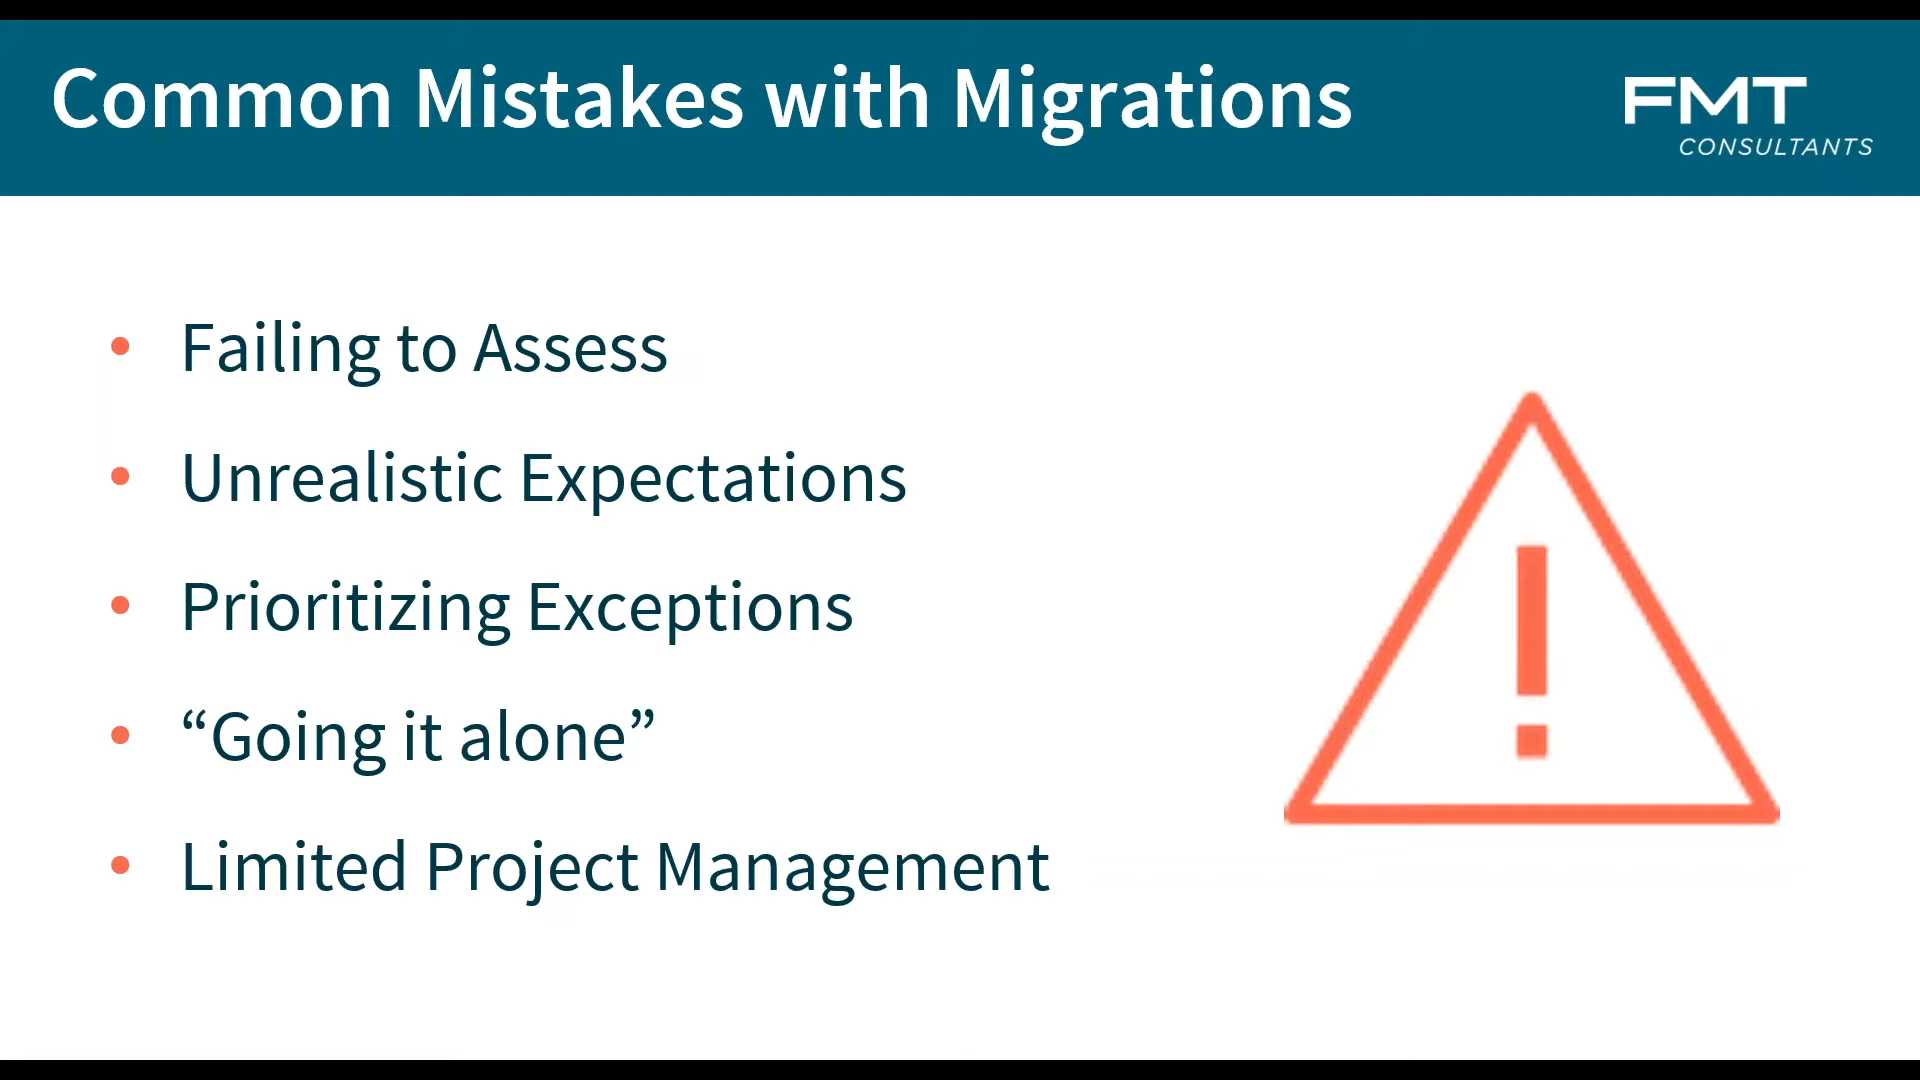 Common Mistakes with Migrations
FMT
CONSULTANTS
• Failing to Assess
• Unrealistic Expectations
• Prioritizing Exceptions
• “Going it alone”
• Limited Project Management
!